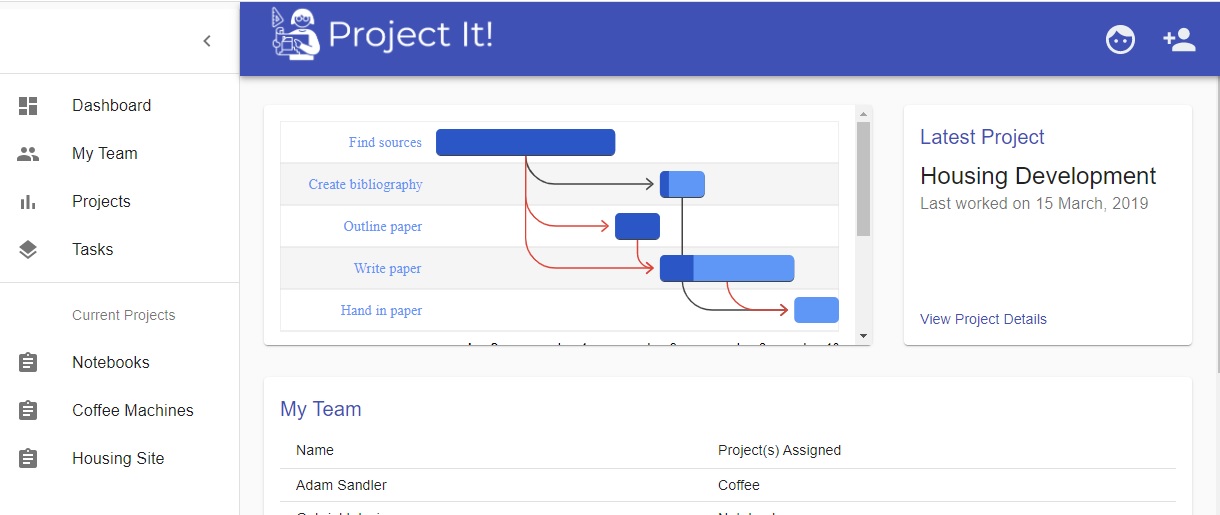 Project It!
Dashboard
My Team
Projects
Tasks
Current Projects
Notebooks
Coffee Machines
Housing Site
Find sources
Create bibliography
Outline paper
Write paper
Hand in paper
Latest Project
Housing Development
Last worked on 15 March, 2019
View Project Details
My Team
Name Project(s) Assigned
Adam Sandler Coffee